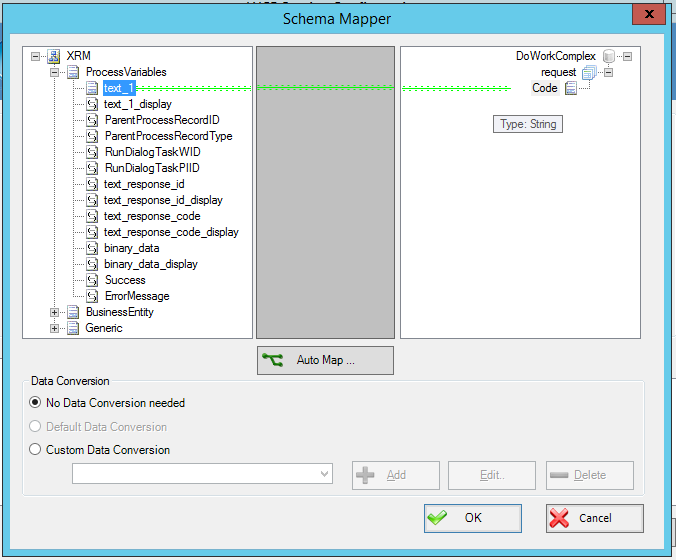 Schema Mapper
x
XRM
ProcessVariables
text_1
text_1_display
ParentProcessRecordID
ParentProcessRecordType
RunDialogTaskWID
RunDialogTaskPIID
text_response_id
text_response_id_display
text_response_code
text_response_code_display
binary_data
binary_data_display
Success
ErrorMessage
BusinessEntity
Generic
DoWorkComplex
request
Code
Type: String
Auto Map ...
Data Conversion
No Data Conversion needed
Default Data Conversion
Custom Data Conversion
Add
Edit..
Delete
OK
Cancel